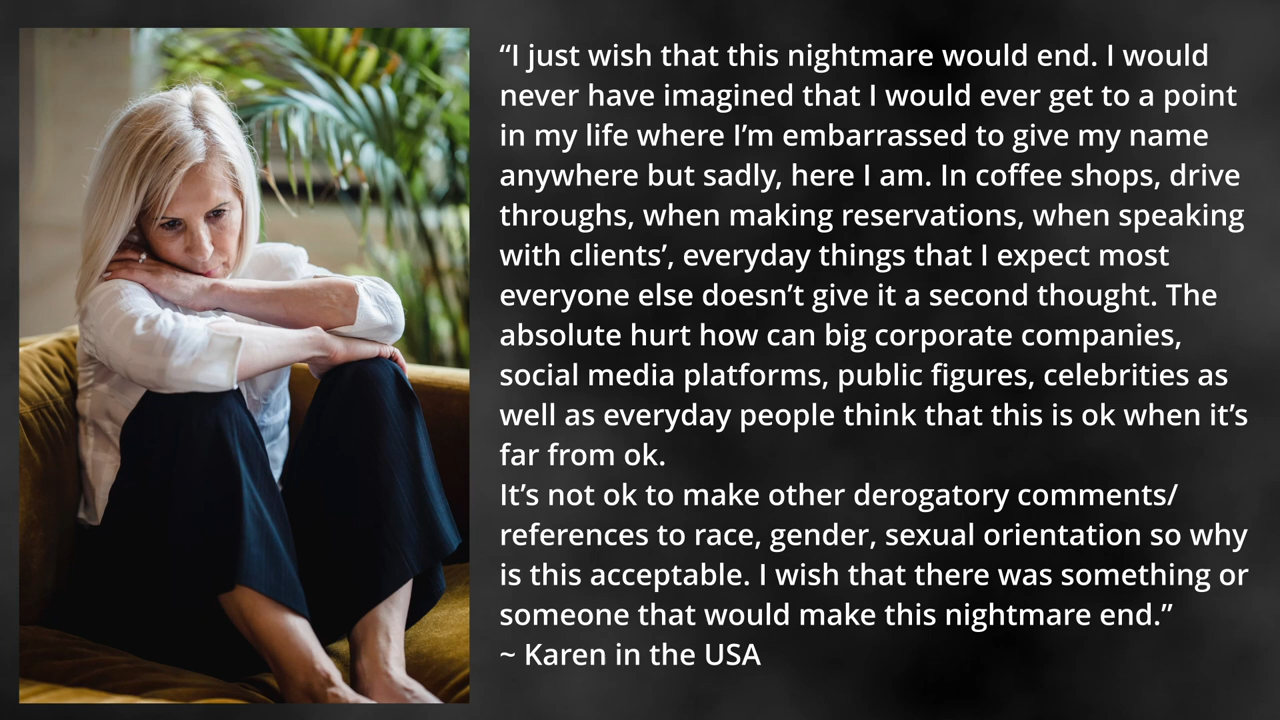 “I just wish that this nightmare would end. I would
never have imagined that I would ever get to a point
in my life where I’m embarrassed to give my name
anywhere but sadly, here I am. In coffee shops, drive
throughs, when making reservations, when speaking
with clients’, everyday things that I expect most
everyone else doesn’t give it a second thought. The
absolute hurt how can big corporate companies,
social media platforms, public figures, celebrities as
well as everyday people think that this is ok when it’s
far from ok.
It’s not ok to make other derogatory comments/
references to race, gender, sexual orientation so why
is this acceptable. I wish that there was something or
someone that would make this nightmare end.”
~ Karen in the USA